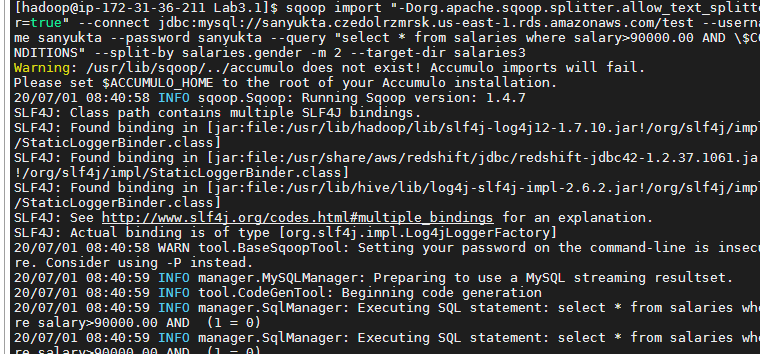 [hadoop@ip-172-31-36-211 Lab3.1]$ sqoop import "-Dorg.apache.sqoop.splitter.allow_text_splitte
r=true" --connect jdbc:mysql://sanyukta.czedolrzmrsk.us-east-1.rds.amazonaws.com/test --userna
me sanyukta --password sanyukta --query "select * from salaries where salary>90000.00 AND \$CO
NDITIONS" --split-by salaries.gender -m 2 --target-dir salaries3
Warning: /usr/lib/sqoop/../accumulo does not exist! Accumulo imports will fail.
Please set $ACCUMULO_HOME to the root of your Accumulo installation.
20/07/01 08:40:58 INFO sqoop.Sqoop: Running Sqoop version: 1.4.7
SLF4J: Class path contains multiple SLF4J bindings.
SLF4J: Found binding in [jar:file:/usr/lib/hadoop/lib/slf4j-log4j12-1.7.10.jar!/org/slf4j/impl
/StaticLoggerBinder.class]
SLF4J: Found binding in [jar:file:/usr/share/aws/redshift/jdbc/redshift-jdbc42-1.2.37.1061.ja
!/org/slf4j/impl/StaticLoggerBinder.class]
SLF4J: Found binding in [jar:file:/usr/lib/hive/lib/log4j-slf4j-impl-2.6.2.jar!/org/slf4j/impl
/StaticLoggerBinder.class]
SLF4J: See http://www.slf4j.org/codes.html#multiple_bindings for an explanation.
SLF4J: Actual binding is of type [org.slf4j.impl.Log4jLoggerFactory]
20/07/01 08:40:58 WARN tool.BaseSqoopTool: Setting your password on the command-line is insecu
re. Consider using -P instead.
20/07/01 08:40:59 INFO manager.MySQLManager: Preparing to use a MySQL streaming resultset.
20/07/01 08:40:59 INFO tool.CodeGenTool: Beginning code generation
20/07/01 08:40:59 INFO manager.SqlManager: Executing SQL statement: select * from salaries whe
re salary>90000.00 AND  (1 = 0)
20/07/01 08:40:59 INFO manager.SqlManager: Executing SQL statement: select * from salaries whe
re salary>90000.00 AND  (1 = 0)